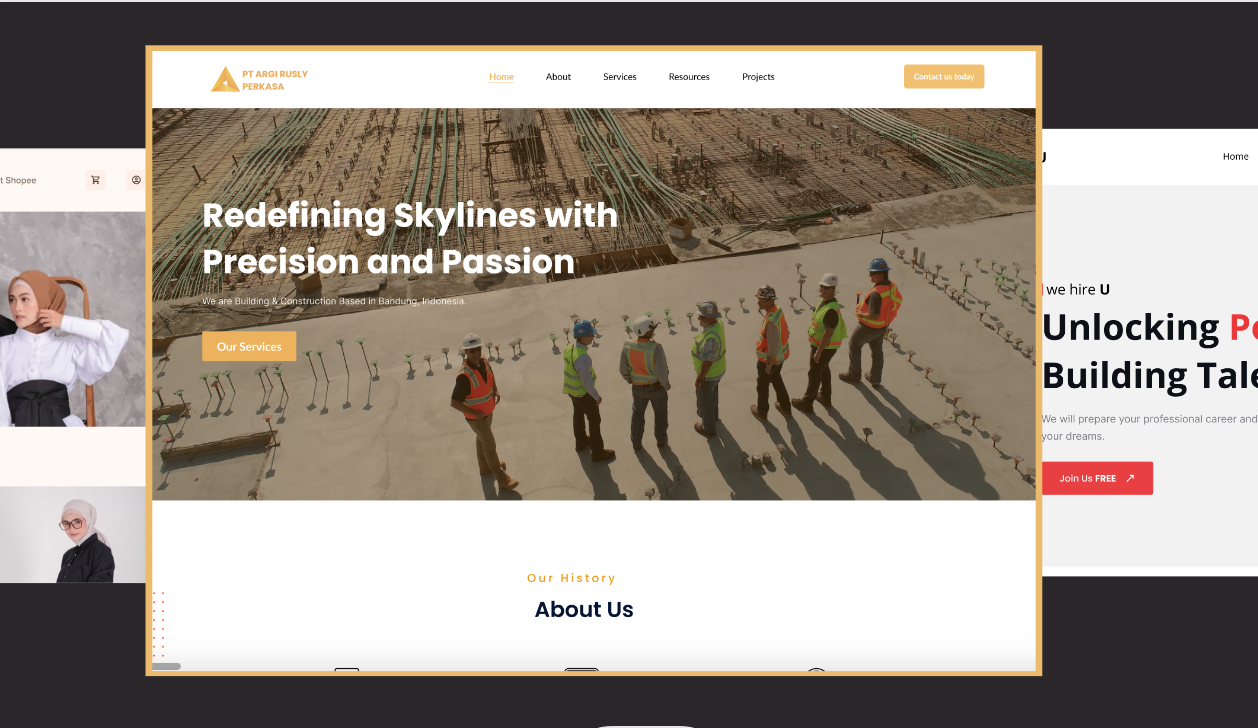 PT ARGI RUSLY
PERKASA
Home
About
Services
Resources
Projects
Contact us today
Redefining Skylines with
Precision and Passion
We are Building & Construction Based in Bandung, Indonesia.
Our Services
Our History
About Us
t Shopee
U
Home
we hire U
Unlocking
Building
We will prepare your professional career and
your dreams.
Join Us FREE